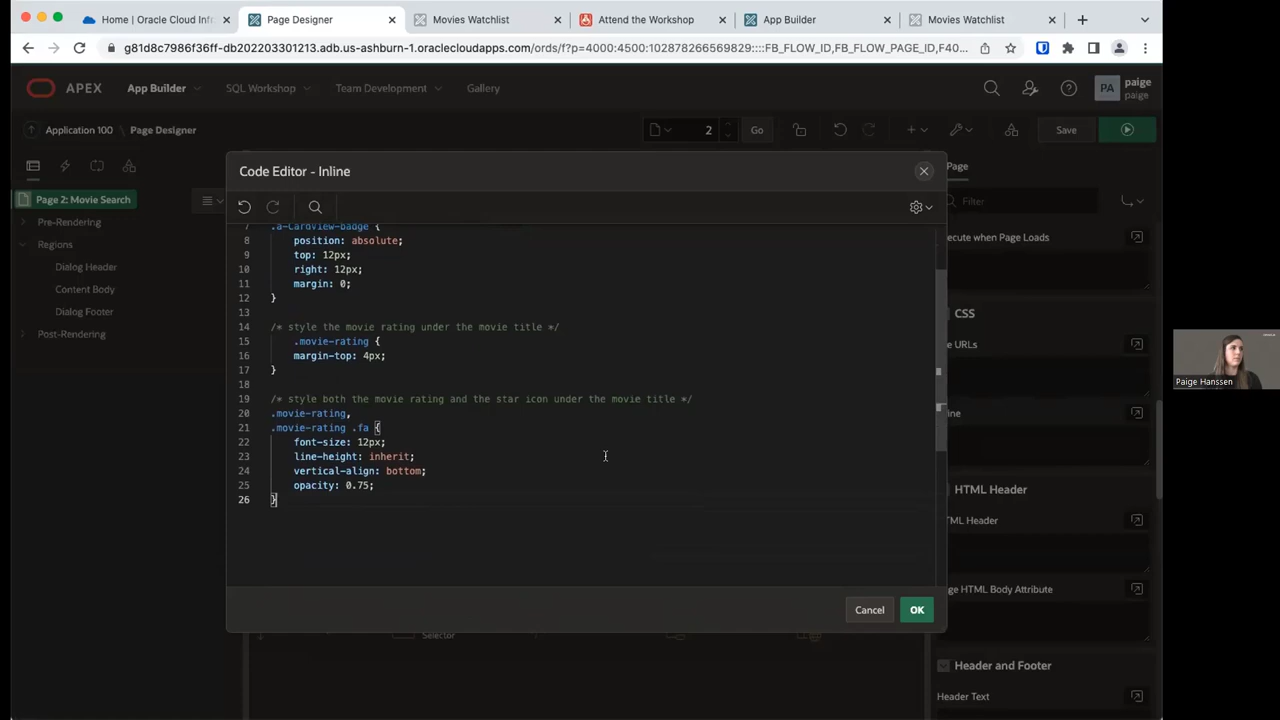 Home | Oracle Cloud Inf
Page Designer
Movies Watchlist
Attend the Workshop
App Builder
Movies Watchlist
g81d8c7986f36ff-db202203301213.adb.us-ashburn-1.oraclecloudapps.com/ords/f?p=4000:4500:102878266569829::::FB_FLOW_ID,FB_FLOW_PAGE_ID,F40...
APEX
App Builder
SQL Workshop
Team Development
Gallery
PA
paige
paige
Application 100
Page Designer
2
Go
Save
Code Editor - Inline
Page
Page 2: Movie Search
Filter
Pre-Rendering
7 .a-CardView-badge {
ecute when Page Loads
Regions
8 position: absolute;
9 top: 12px;
Dialog Header
10 right: 12px;
11 margin: 0;
Content Body
12 }
Dialog Footer
13
CSS
14 /* style the movie rating under the movie title */
Post-Rendering
15 .movie-rating {
e URLs
16 margin-top: 4px;
17 }
18
19 /* style both the movie rating and the star icon under the movie title */
20 .movie-rating,
ine
21 .movie-rating .fa {
22 font-size: 12px;
23 line-height: inherit;
24 vertical-align: bottom;
25 opacity: 0.75;
HTML Header
26 }
TML Header
ge HTML Body Attribute
Cancel
OK
Selector
Header and Footer
Header Text
Paige Hanssen